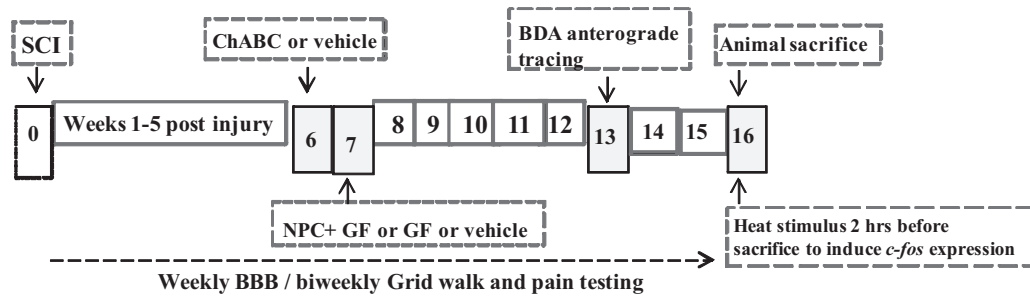 SCI
ChABC or vehicle
BDA anterograde
tracing
Animal sacrifice
0
Weeks 1-5 post injury
6
7
8
9
10
11
12
13
14
15
16
NPC+ GF or GF or vehicle
Heat stimulus 2 hrs before
sacrifice to induce c-fos expression
Weekly BBB / biweekly Grid walk and pain testing